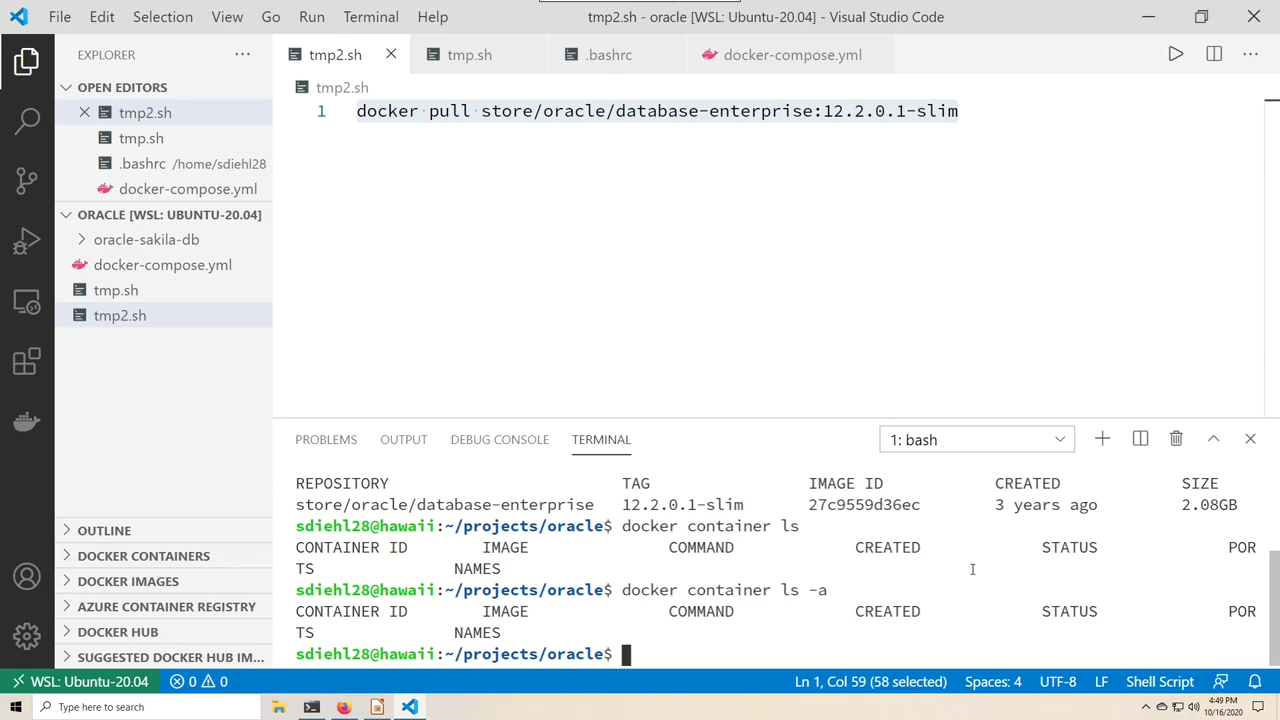 File Edit Selection View Go Run Terminal Help tmp2.sh - oracle [WSL: Ubuntu-20.04] - Visual Studio Code
EXPLORER
tmp2.sh tmp.sh .bashrc docker-compose.yml
OPEN EDITORS
tmp2.sh
tmp.sh
.bashrc /home/sdiehl28
docker-compose.yml
ORACLE [WSL: UBUNTU-20.04]
oracle-sakila-db
docker-compose.yml
tmp.sh
tmp2.sh
OUTLINE
DOCKER CONTAINERS
DOCKER IMAGES
AZURE CONTAINER REGISTRY
DOCKER HUB
SUGGESTED DOCKER HUB IM...
tmp2.sh
1 docker pull store/oracle/database-enterprise:12.2.0.1-slim
PROBLEMS OUTPUT DEBUG CONSOLE TERMINAL 1: bash
REPOSITORY TAG IMAGE ID CREATED SIZE
store/oracle/database-enterprise 12.2.0.1-slim 27c9559d36ec 3 years ago 2.08GB
sdiehl28@hawaii:~/projects/oracle$ docker container ls
CONTAINER ID IMAGE COMMAND CREATED STATUS POR
TS NAMES
sdiehl28@hawaii:~/projects/oracle$ docker container ls -a
CONTAINER ID IMAGE COMMAND CREATED STATUS POR
TS NAMES
sdiehl28@hawaii:~/projects/oracle$
WSL: Ubuntu-20.04 0 0 Ln 1, Col 59 (58 selected) Spaces: 4 UTF-8 LF Shell Script
Type here to search
4:49 PM
10/16/2020